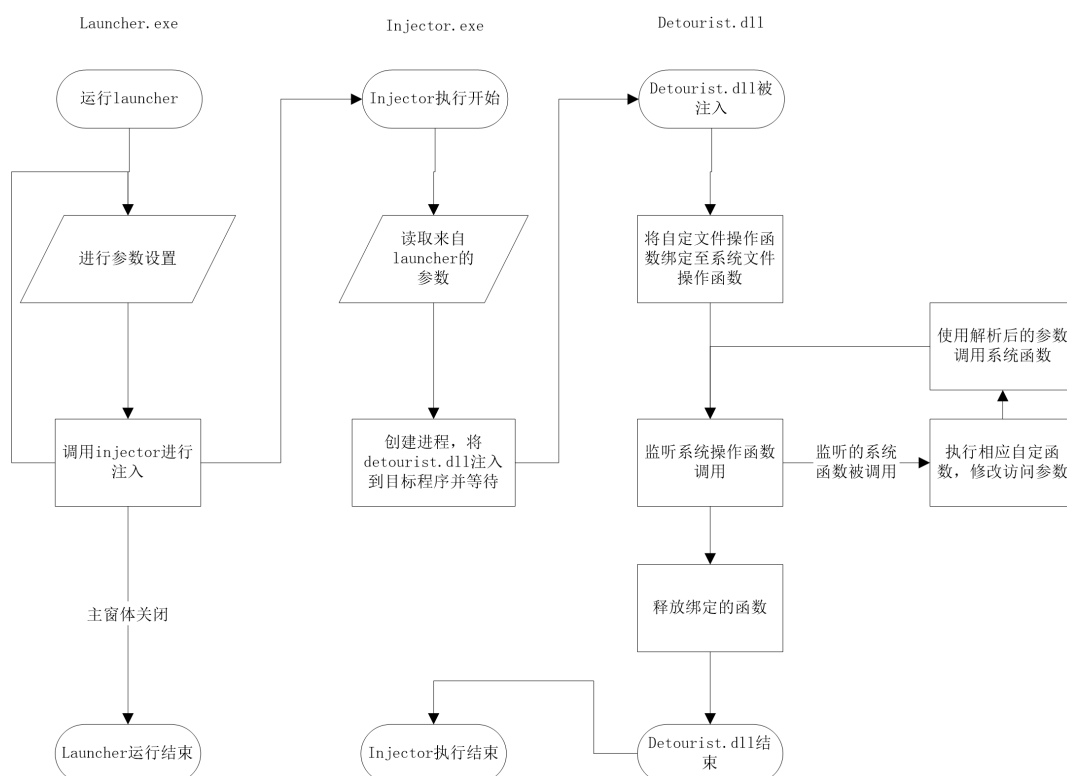 Launcher.exe
Injector.exe
Detourist.dll
运行launcher
Injector执行开始
Detourist.dll被
注入
进行参数设置
读取来自
launcher的
参数
将自定文件操作函
数绑定至系统文件
操作函数
使用解析后的参数
调用系统函数
调用injector进行
注入
创建进程，将
detourist.dll注入
到目标程序并等待
监听系统操作函数
调用
监听的系统
函数被调用
执行相应自定函
数，修改访问参数
主窗体关闭
释放绑定的函数
Launcher运行结束
Injector执行结束
Detourist.dll结
束